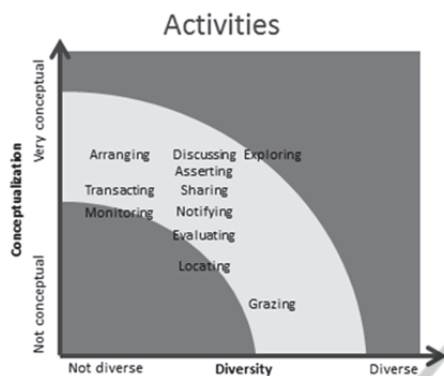 Activities
Very conceptual
Conceptualization
Not conceptual
Arranging Discussing Exploring
Asserting
Transacting Sharing
Monitoring Notifying
Evaluating
Locating
Grazing
Not diverse Diversity Diverse